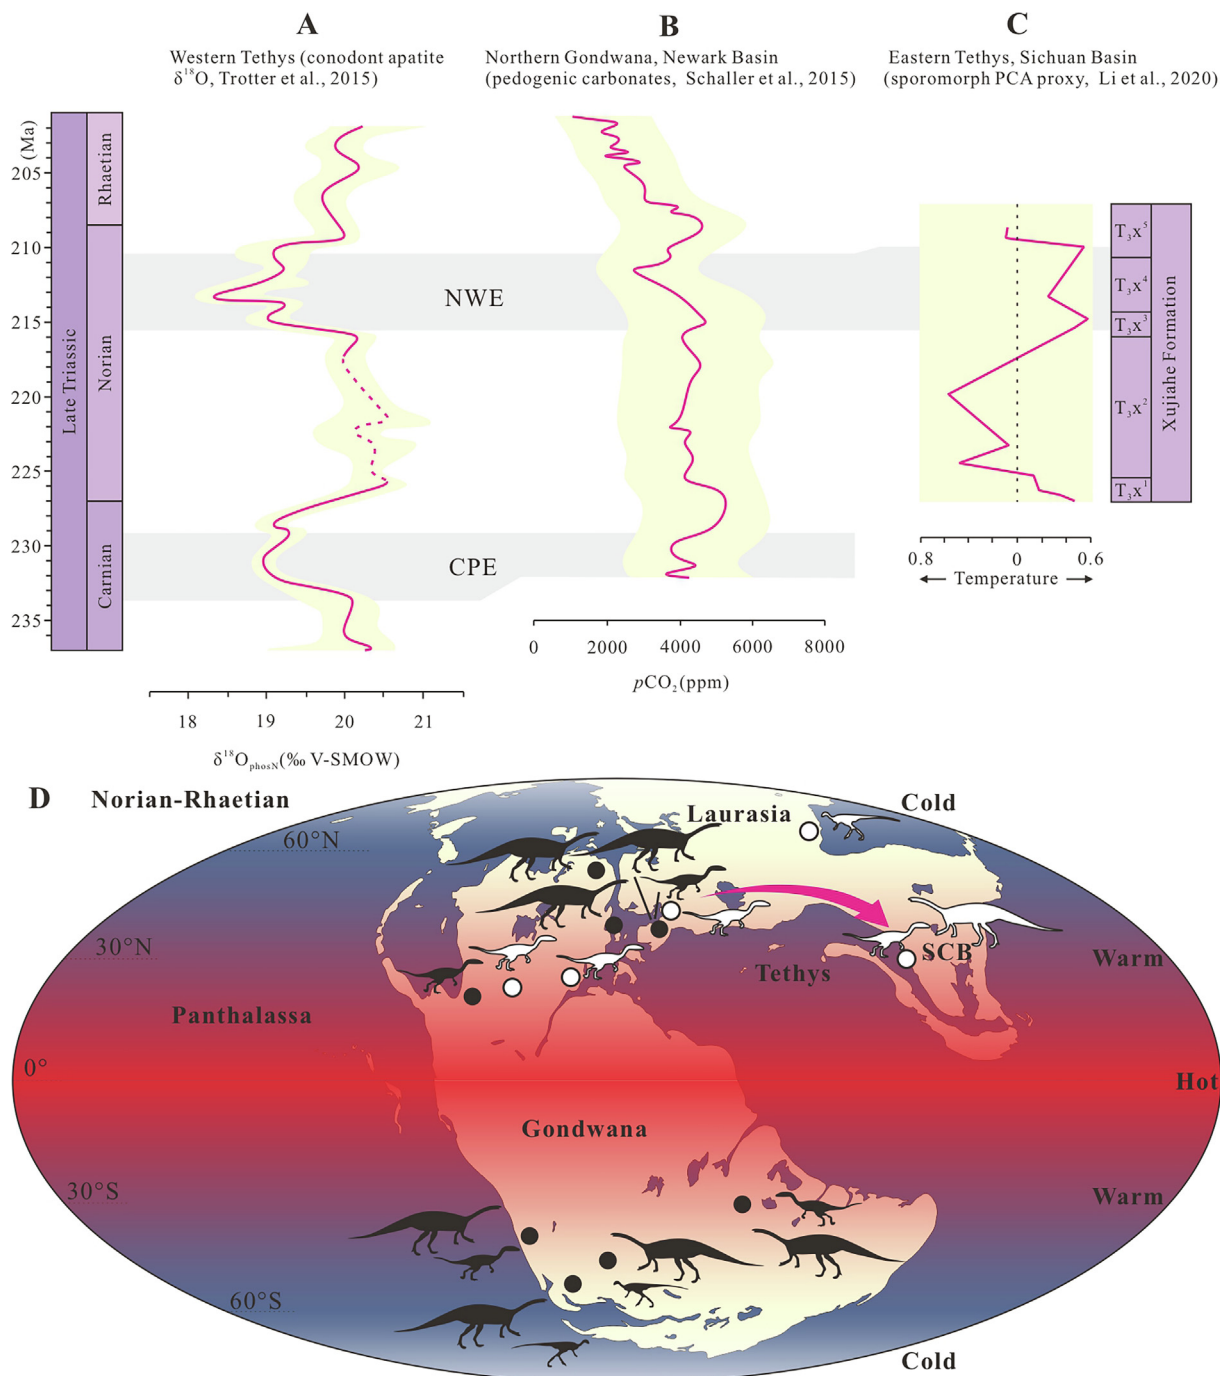 A
B
C
Western Tethys (conodont apatite
δ¹⁸O, Trotter et al., 2015)
Northern Gondwana, Newark Basin
(pedogenic carbonates, Schaller et al., 2015)
Eastern Tethys, Sichuan Basin
(sporomorph PCA proxy, Li et al., 2020)
(Ma)
205
210
215
220
225
230
235
Late Triassic
Rhaetian
Norian
Carnian
NWE
CPE
T₃x⁵
T₃x⁴
T₃x³
T₃x²
T₃x¹
Xujiahe Formation
0.8 0 0.6
← Temperature →
0 2000 4000 6000 8000
pCO₂(ppm)
18 19 20 21
δ¹⁸Oₚₕₒₛₙ(‰ V-SMOW)
D
Norian-Rhaetian
Cold
60°N
Laurasia
30°N
SCB
Warm
Tethys
Panthalassa
0°
Hot
Gondwana
30°S
Warm
60°S
Cold